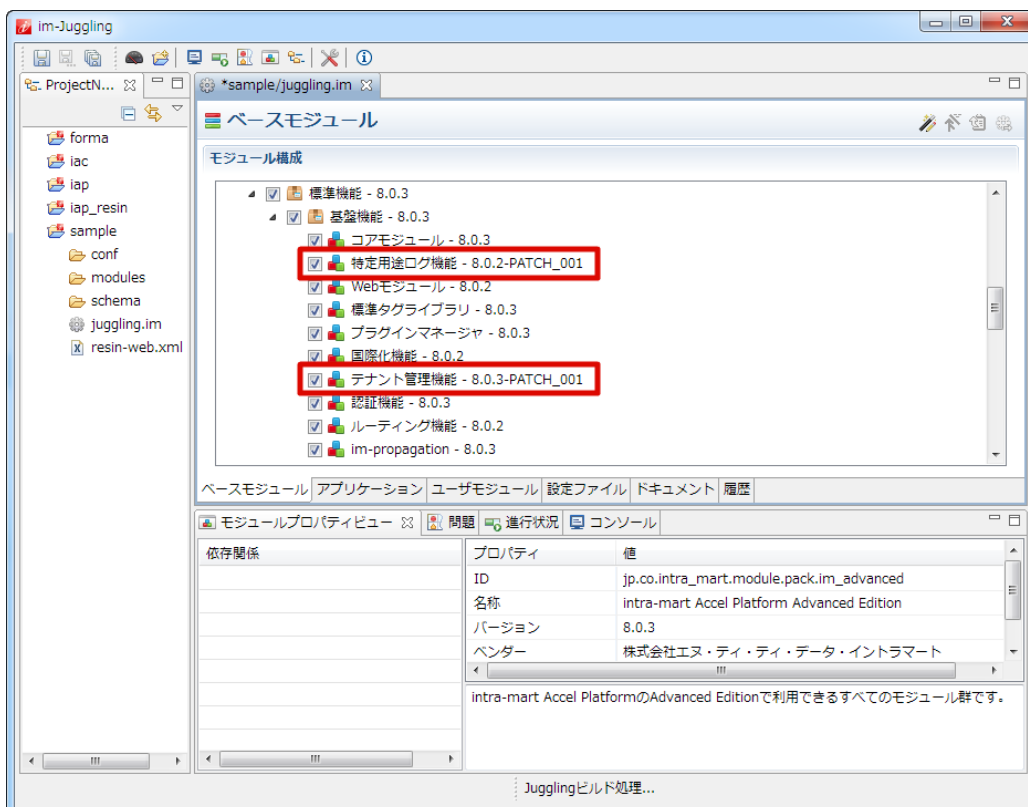 im-Juggling
ProjectN...
*sample/juggling.im
forma
iac
iap
iap_resin
sample
conf
modules
schema
juggling.im
resin-web.xml
ベースモジュール
モジュール構成
標準機能 - 8.0.3
基盤機能 - 8.0.3
コアモジュール - 8.0.3
特定用途ログ機能 - 8.0.2-PATCH_001
Webモジュール - 8.0.2
標準タグライブラリ - 8.0.3
プラグインマネージャ - 8.0.3
国際化機能 - 8.0.2
テナント管理機能 - 8.0.3-PATCH_001
認証機能 - 8.0.3
ルーティング機能 - 8.0.2
im-propagation - 8.0.3
ベースモジュール アプリケーション ユーザモジュール 設定ファイル ドキュメント 履歴
モジュールプロパティビュー 問題 進行状況 コンソール
依存関係
プロパティ 値
ID jp.co.intra_mart.module.pack.im_advanced
名称 intra-mart Accel Platform Advanced Edition
バージョン 8.0.3
ベンダー 株式会社エヌ・ティ・ティ・データ・イントラマート
intra-mart Accel PlatformのAdvanced Editionで利用できるすべてのモジュール群です。
Jugglingビルド処理...